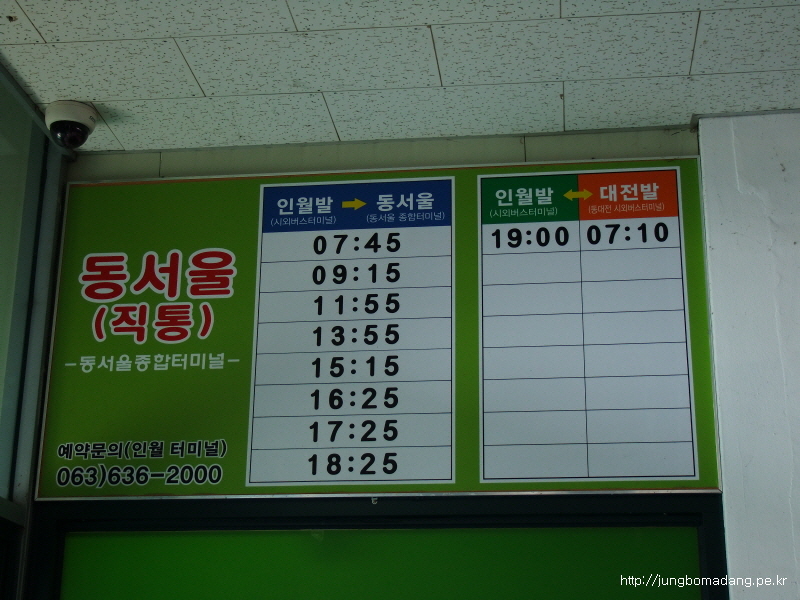 동서울
(직통)
-동서울종합터미널-
예약문의(인월 터미널)
063)636-2000
인월발 → 동서울
(시외버스터미널) (동서울 종합터미널)
07:45
09:15
11:55
13:55
15:15
16:25
17:25
18:25
인월발 ↔ 대전발
(시외버스터미널) (동대전 시외버스터미널)
19:00 07:10
http://jungbomadang.pe.kr